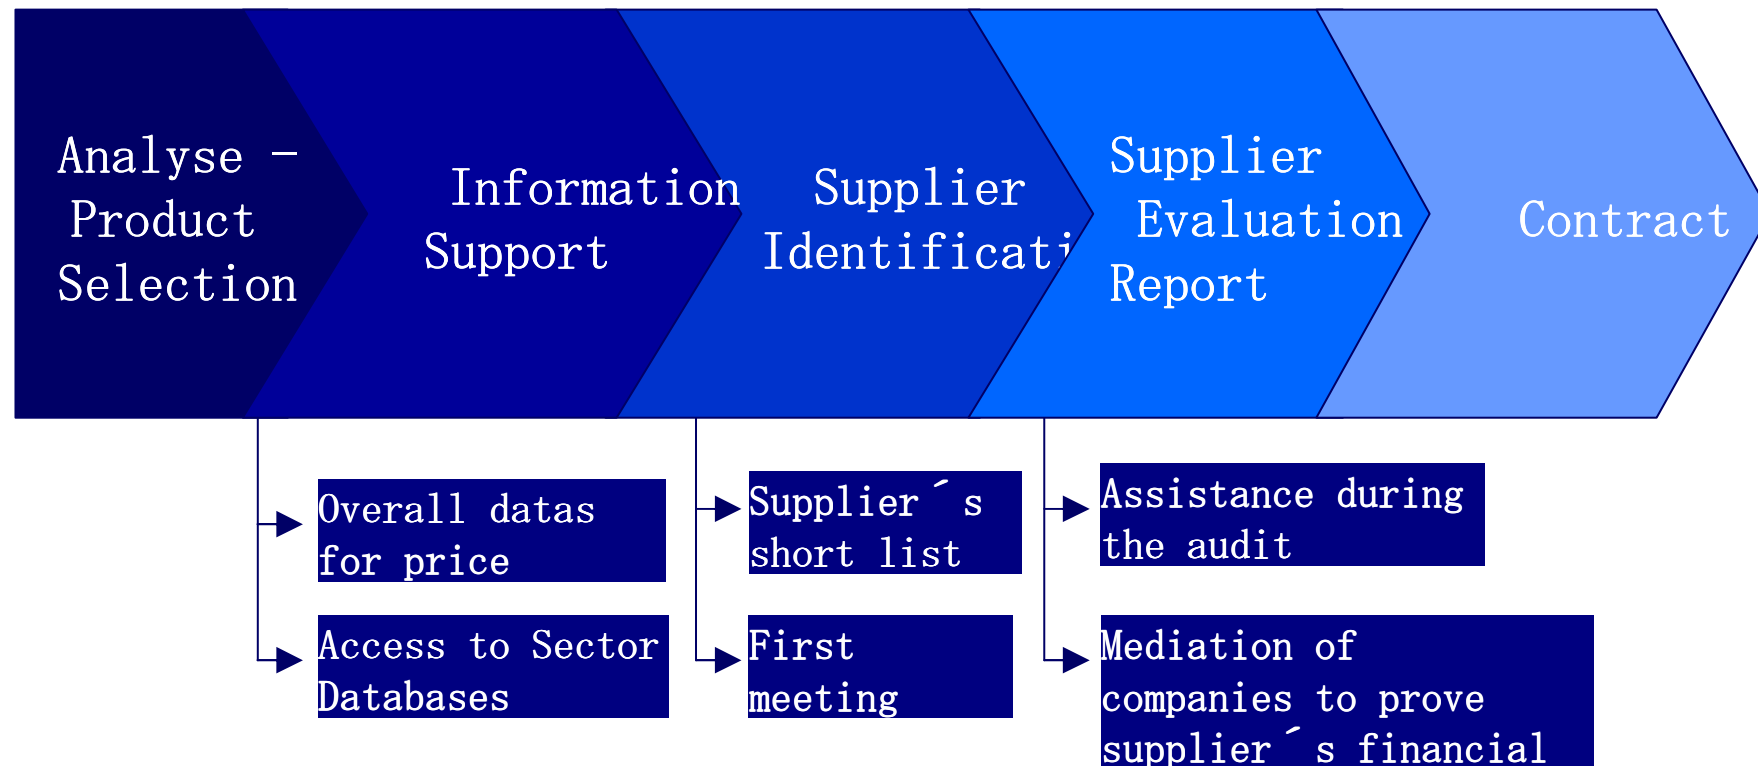 Analyse -
Product
Selection
Information
Support
Supplier
Identificati
Supplier
Evaluation
Report
Contract
Overall datas
for price
Access to Sector
Databases
Supplier´s
short list
First
meeting
Assistance during
the audit
Mediation of
companies to prove
supplier´s financial